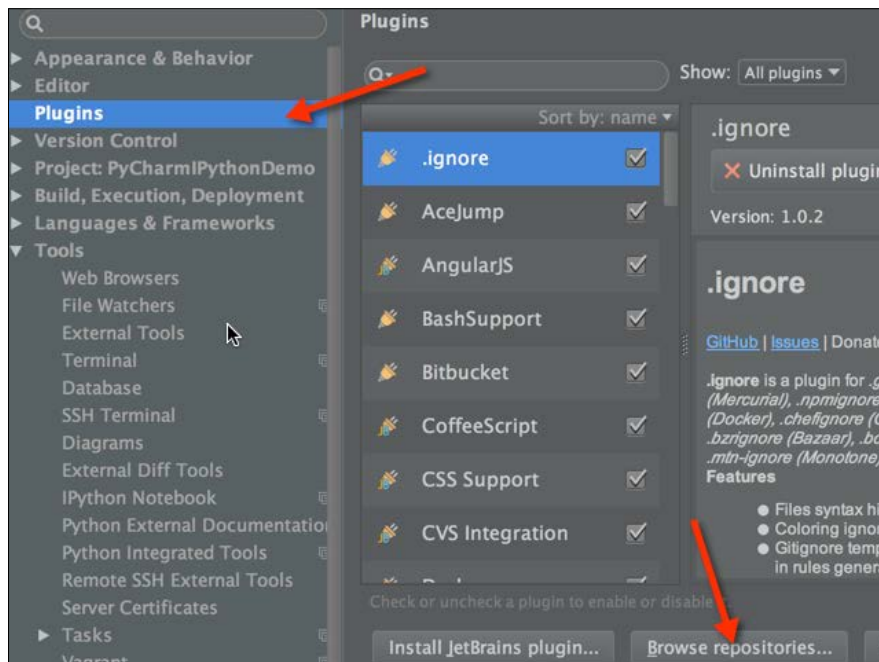 Plugins
Appearance & Behavior
Editor
Plugins
Version Control
Project: PyCharmIPythonDemo
Build, Execution, Deployment
Languages & Frameworks
Tools
Web Browsers
File Watchers
External Tools
Terminal
Database
SSH Terminal
Diagrams
External Diff Tools
IPython Notebook
Python External Documentatio
Python Integrated Tools
Remote SSH External Tools
Server Certificates
Tasks
Vagrant
Show: All plugins
Sort by: name
.ignore
AceJump
AngularJS
BashSupport
Bitbucket
CoffeeScript
CSS Support
CVS Integration
Check or uncheck a plugin to enable or disable
Install JetBrains plugin...
Browse repositories...
.ignore
Uninstall plugin
Version: 1.0.2
.ignore
GitHub | Issues | Donate
.ignore is a plugin for .g
(Mercurial), .npmignore
(Docker), .chefignore (C
.bzrignore (Bazaar), .bo
.mtn-ignore (Monotone)
Features
Files syntax hi
Coloring ignor
Gitignore temp
in rules genera